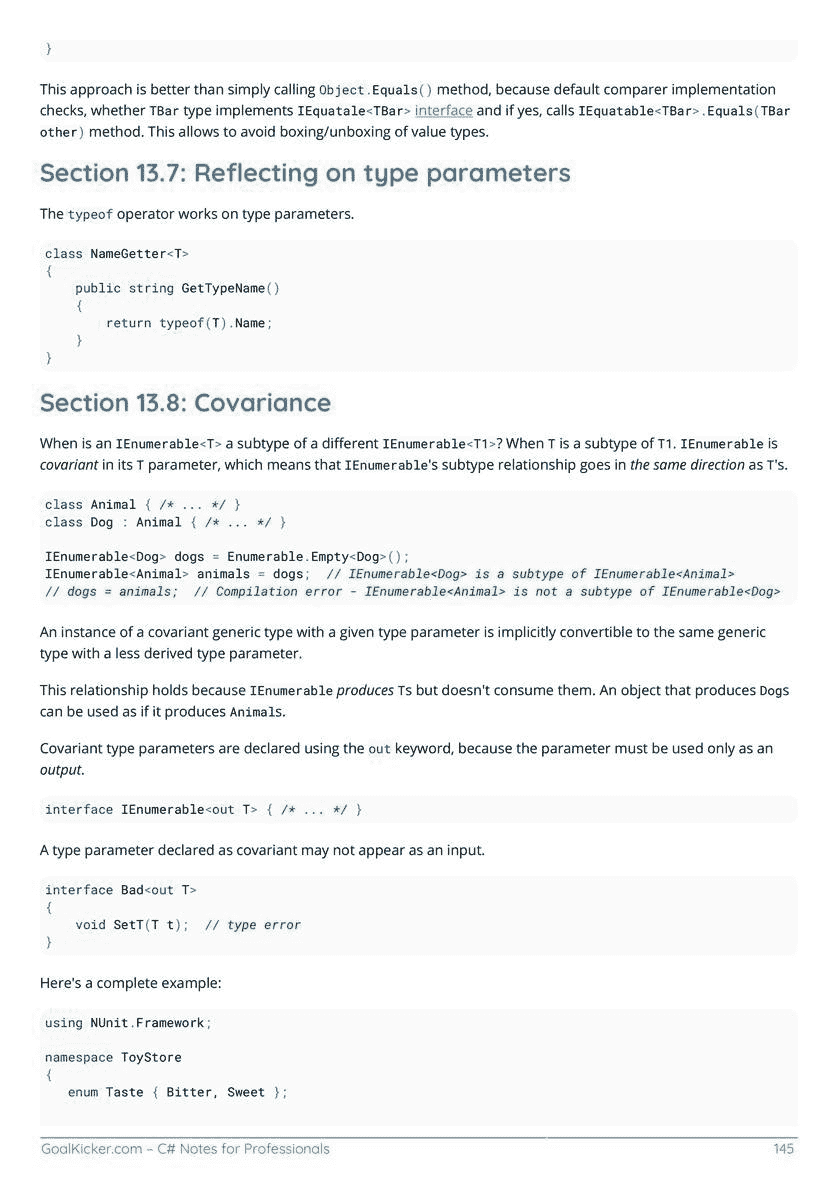 }
This approach is better than simply calling Object.Equals() method, because default comparer implementation
checks, whether TBar type implements IEquatale<TBar> interface and if yes, calls IEquatable<TBar>.Equals(TBar
other) method. This allows to avoid boxing/unboxing of value types.
Section 13.7: Reflecting on type parameters
The typeof operator works on type parameters.
class NameGetter<T>
{
    public string GetTypeName()
    {
        return typeof(T).Name;
    }
}
Section 13.8: Covariance
When is an IEnumerable<T> a subtype of a different IEnumerable<T1>? When T is a subtype of T1. IEnumerable is
covariant in its T parameter, which means that IEnumerable's subtype relationship goes in the same direction as T's.
class Animal { /* ... */ }
class Dog : Animal { /* ... */ }
IEnumerable<Dog> dogs = Enumerable.Empty<Dog>();
IEnumerable<Animal> animals = dogs;  // IEnumerable<Dog> is a subtype of IEnumerable<Animal>
// dogs = animals;  // Compilation error - IEnumerable<Animal> is not a subtype of IEnumerable<Dog>
An instance of a covariant generic type with a given type parameter is implicitly convertible to the same generic
type with a less derived type parameter.
This relationship holds because IEnumerable produces Ts but doesn't consume them. An object that produces Dogs
can be used as if it produces Animals.
Covariant type parameters are declared using the out keyword, because the parameter must be used only as an
output.
interface IEnumerable<out T> { /* ... */ }
A type parameter declared as covariant may not appear as an input.
interface Bad<out T>
{
    void SetT(T t);  // type error
}
Here's a complete example:
using NUnit.Framework;
namespace ToyStore
{
   enum Taste { Bitter, Sweet };
GoalKicker.com – C# Notes for Professionals
145